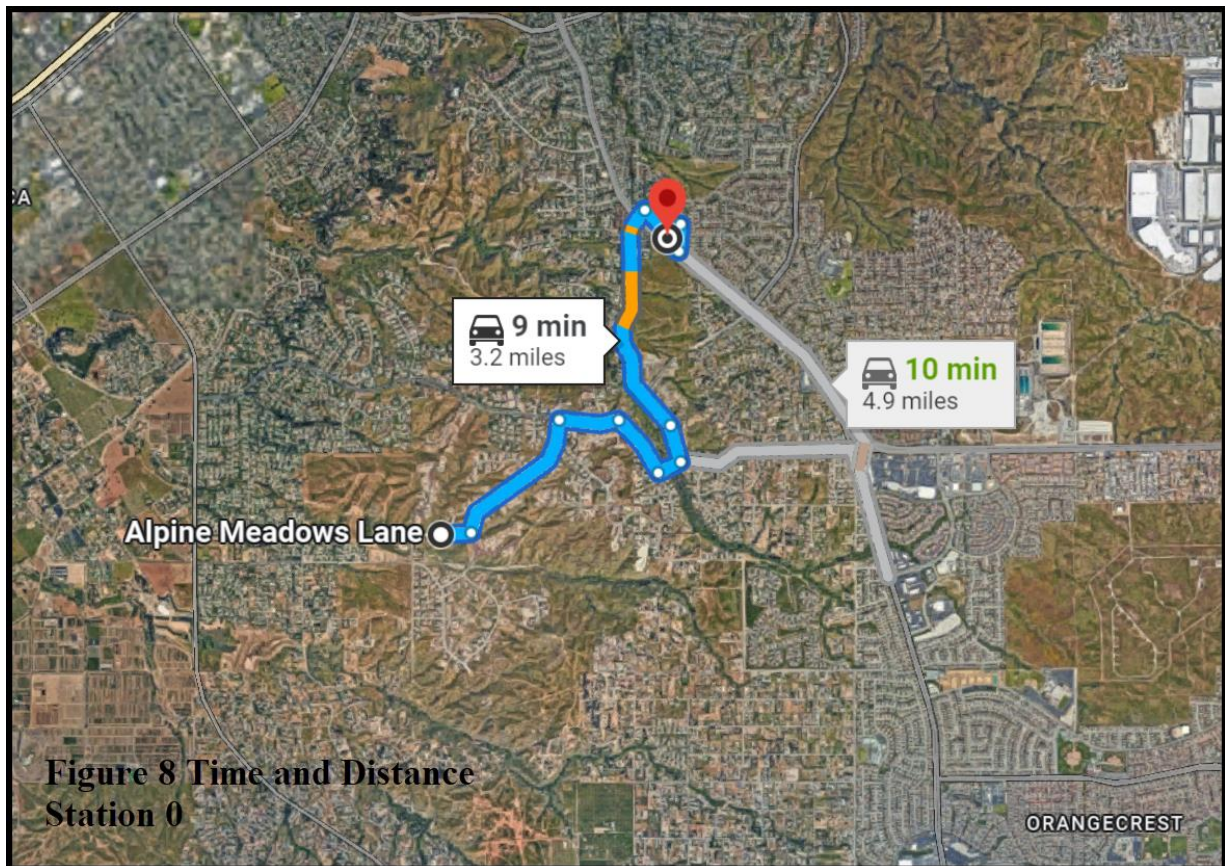 CA
9 min
3.2 miles
10 min
4.9 miles
Alpine Meadows Lane
Figure 8 Time and Distance
Station 0
ORANGECREST